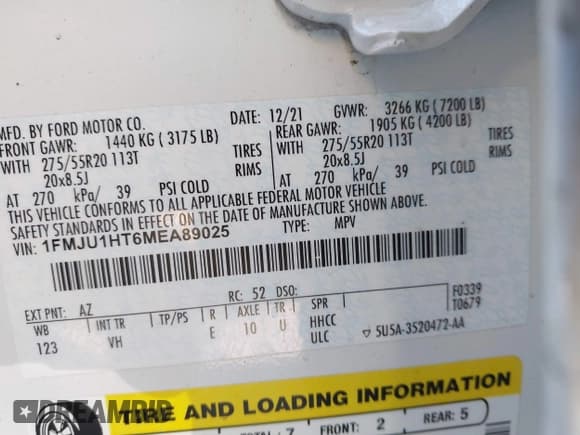 MFD. BY FORD MOTOR CO.
DATE: 12/21 GVWR: 3266 KG ( 7200 LB)
FRONT GAWR: 1440 KG ( 3175 LB) REAR GAWR: 1905 KG ( 4200 LB)
WITH 275/55R20 113T TIRES WITH 275/55R20 113T TIRES
20x8.5J RIMS 20x8.5J RIMS
AT 270 kPa/ 39 PSI COLD AT 270 kPa/ 39 PSI COLD
THIS VEHICLE CONFORMS TO ALL APPLICABLE FEDERAL MOTOR VEHICLE
SAFETY STANDARDS IN EFFECT ON THE DATE OF MANUFACTURE SHOWN ABOVE.
VIN: 1FMJU1HT6MEA89025 TYPE: MPV
F0339
T0679
EXT PNT: AZ RC: 52 DSO:
WB INT TR TP/PS R AXLE TR SPR
123 VH E 10 U HHCC
ULC ▽ 5U5A-3520472-AA
TIRE AND LOADING INFORMATION
7 FRONT: 2 REAR: 5
DREAMBID